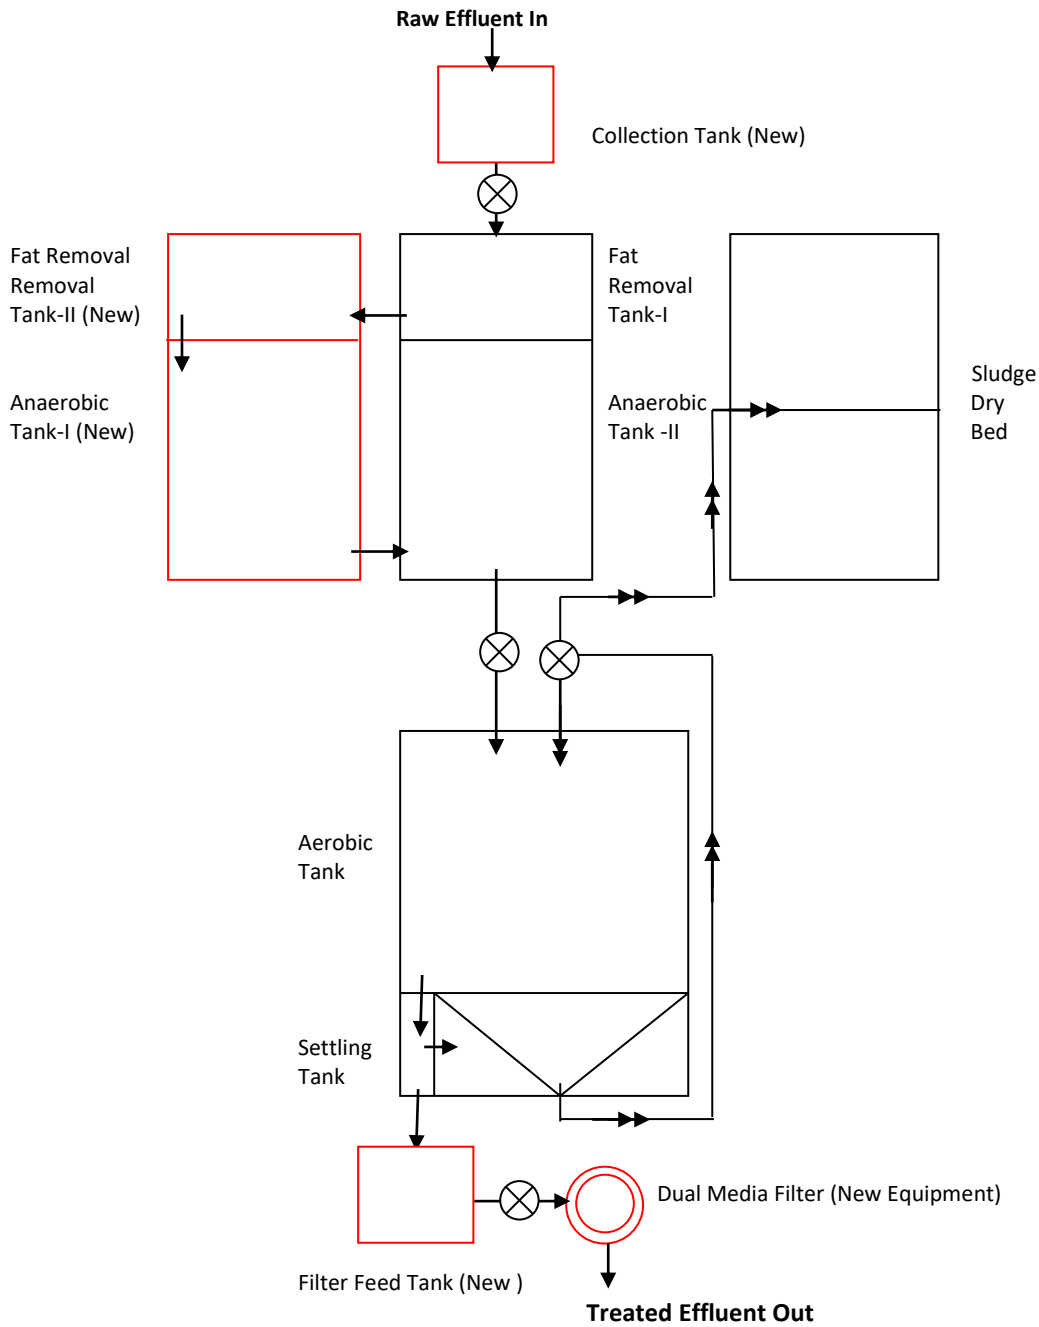 Raw Effluent In
Collection Tank (New)
Fat Removal
Removal
Tank-II (New)
Fat
Removal
Tank-I
Anaerobic
Tank-I (New)
Anaerobic
Tank -II
Sludge
Dry
Bed
Aerobic
Tank
Settling
Tank
Dual Media Filter (New Equipment)
Filter Feed Tank (New )
Treated Effluent Out